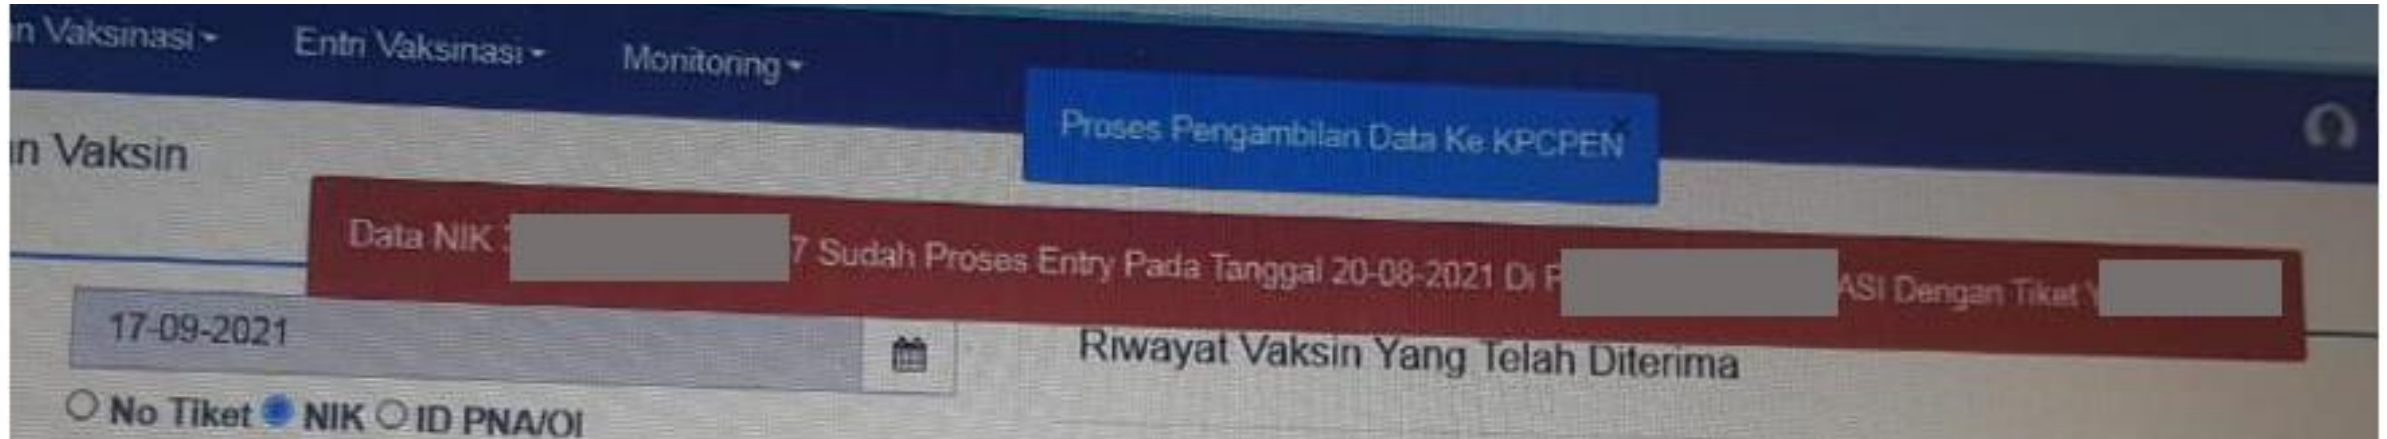 n Vaksinasi Entri Vaksinasi Monitoring
Proses Pengambilan Data Ke KPCPEN
n Vaksin
Data NIK 7 Sudah Proses Entry Pada Tanggal 20-08-2021 Di P ASI Dengan Tiket Y
17-09-2021
Riwayat Vaksin Yang Telah Diterima
No Tiket NIK ID PNA/OI